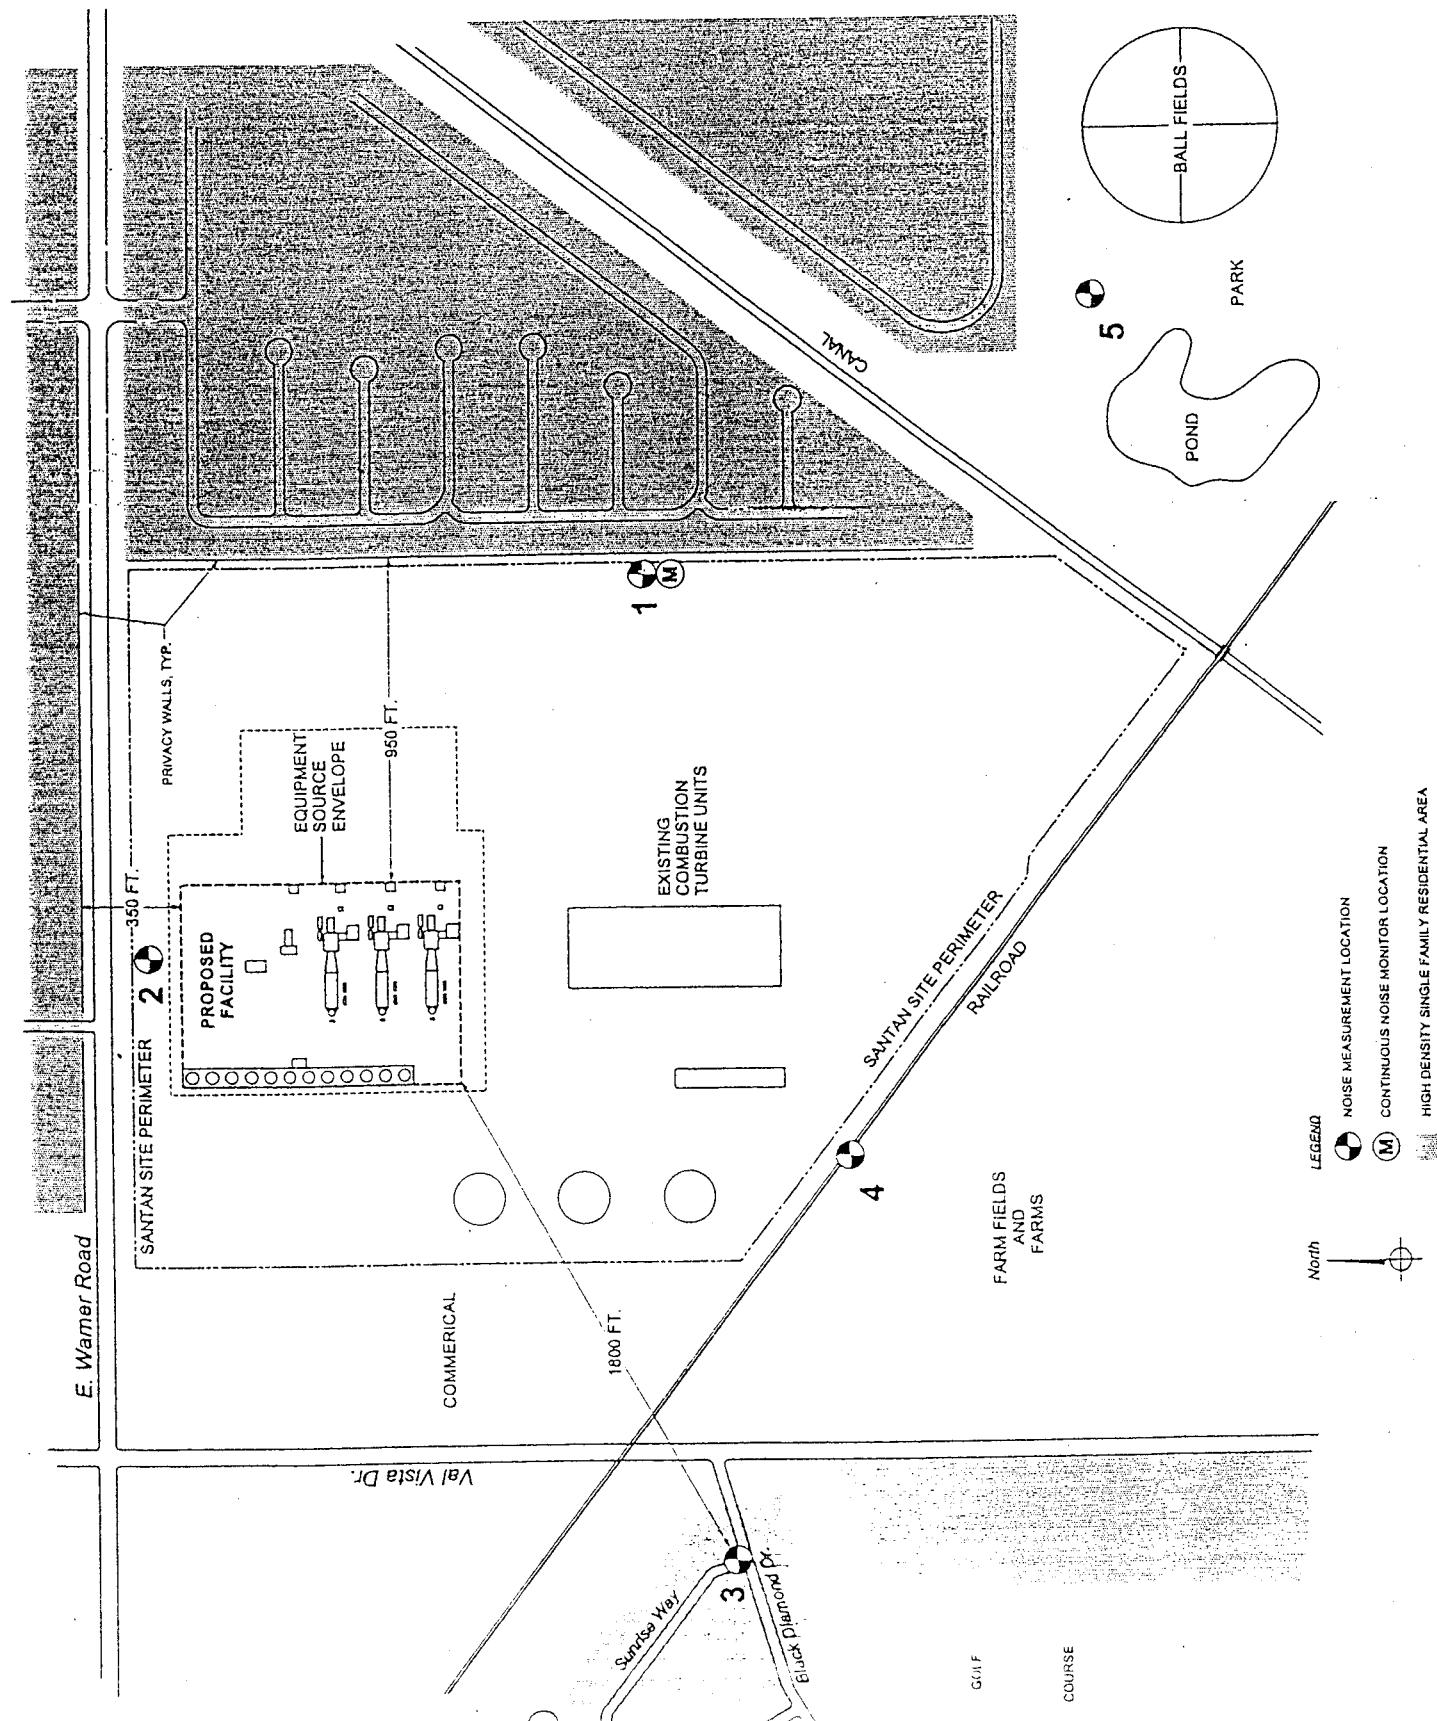 E. Warner Road
PRIVACY WALLS, TYP.
350 FT.
950 FT.
2
SANTAN SITE PERIMETER
PROPOSED
FACILITY
EQUIPMENT
SOURCE
ENVELOPE
1
M
EXISTING
COMBUSTION
TURBINE UNITS
CANAL
BALL FIELDS
PARK
5
POND
COMMERICAL
1800 FT.
Val Vista Dr.
SANTAN SITE PERIMETER
RAILROAD
4
FARM FIELDS
AND
FARMS
3
Sunrise Way
Black Diamond Dr.
GOLF
COURSE
North
LEGEND
NOISE MEASUREMENT LOCATION
M CONTINUOUS NOISE MONITOR LOCATION
HIGH DENSITY SINGLE FAMILY RESIDENTIAL AREA